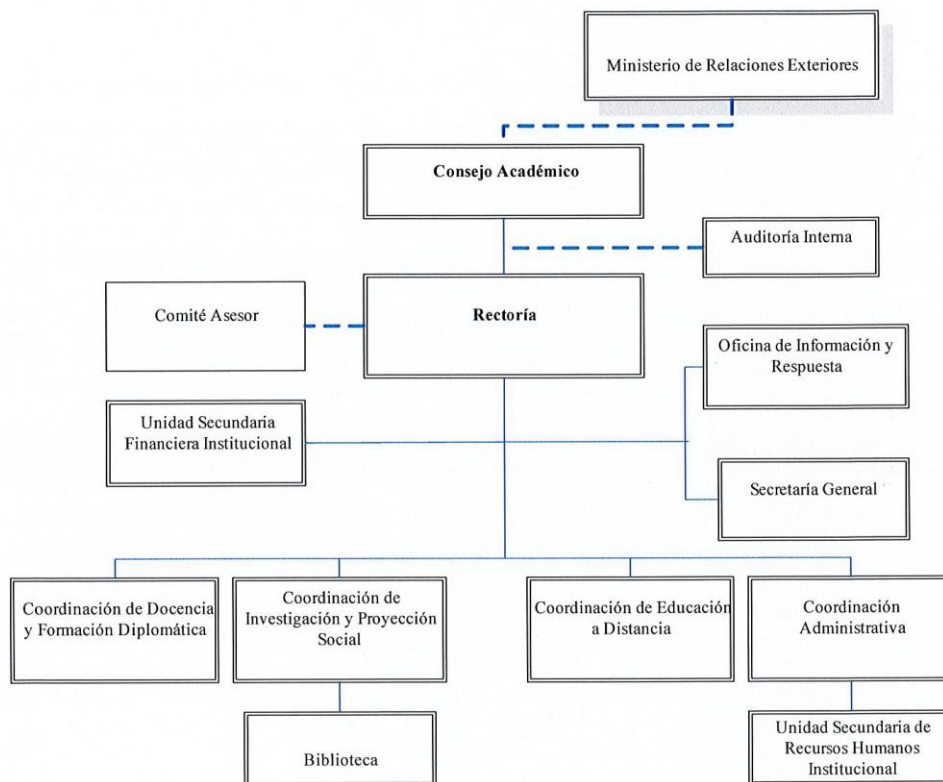 Ministerio de Relaciones Exteriores
Consejo Académico
Auditoría Interna
Comité Asesor
Rectoría
Oficina de Información y
Respuesta
Unidad Secundaria
Financiera Institucional
Secretaría General
Coordinación de Docencia
y Formación Diplomática
Coordinación de
Investigación y Proyección
Social
Coordinación de Educación
a Distancia
Coordinación
Administrativa
Biblioteca
Unidad Secundaria de
Recursos Humanos
Institucional